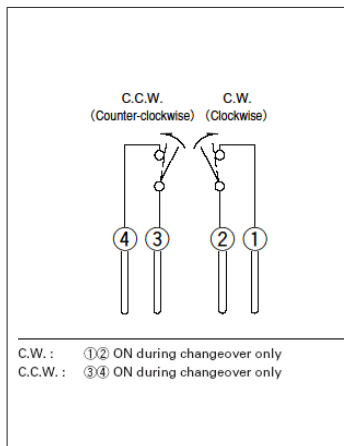 C.C.W. C.W.
(Counter-clockwise) (Clockwise)
④ ③ ② ①
C.W. : ①② ON during changeover only
C.C.W. : ③④ ON during changeover only